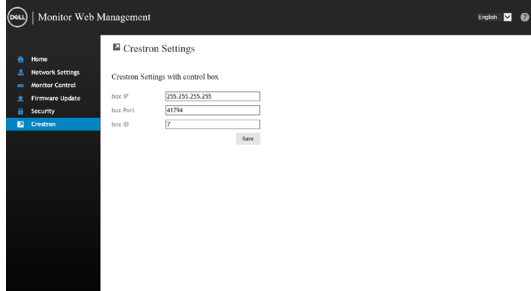 DELL | Monitor Web Management
English
Crestron Settings
Home
Network Settings
Monitor Control
Firmware Update
Security
Crestron
Crestron Settings with control box
box IP 255.255.255.255
box Port 41794
box ID 7
Save